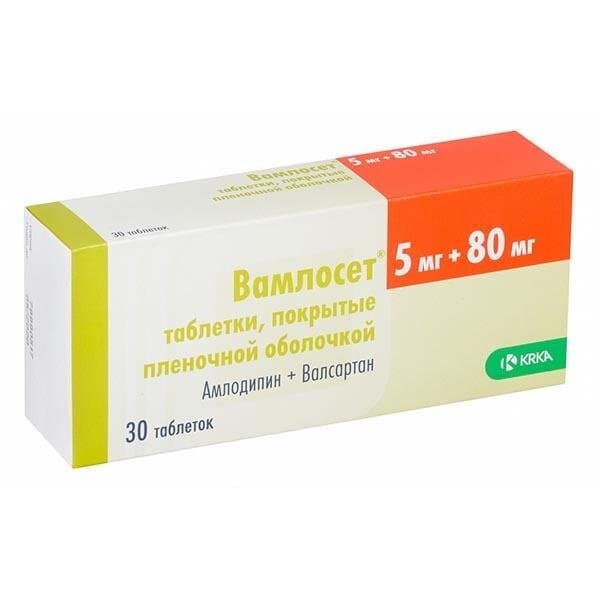 Вамлосет
таблетки, покрытые
пленочной оболочкой
5 мг + 80 мг
30 таблеток
Вамлосет®
таблетки, покрытые
пленочной оболочкой
Амлодипин + Валсартан
5 мг + 80 мг
KRKA
30 таблеток